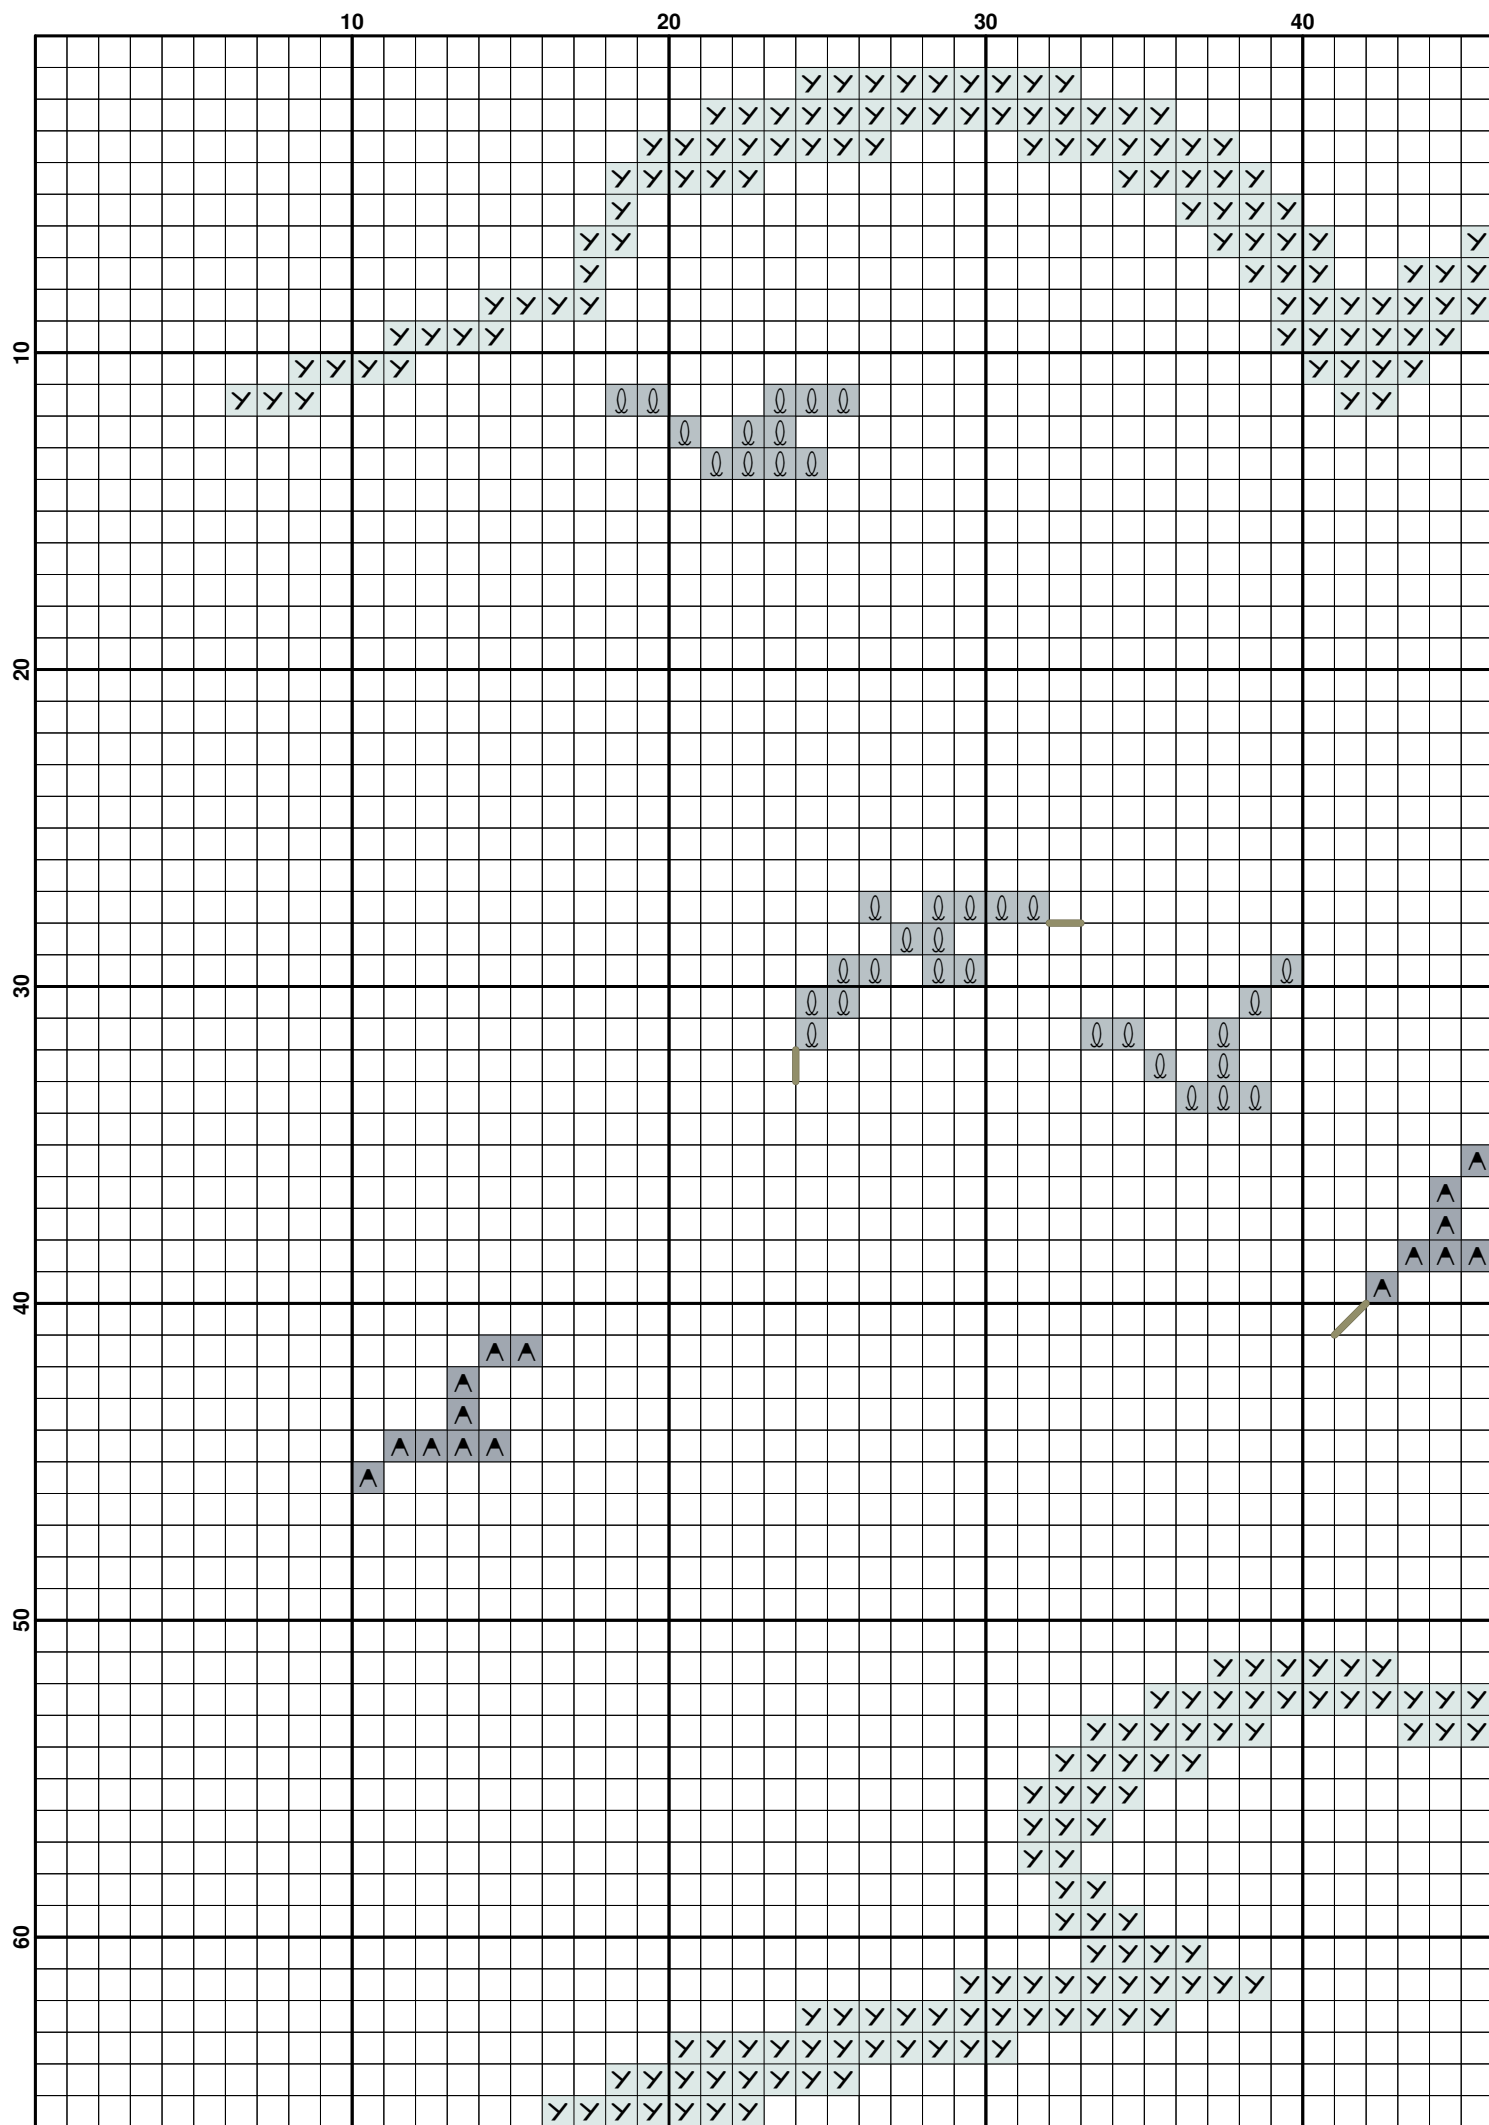 10 20 30 40
Y Y Y Y Y Y Y Y Y
Y Y Y Y Y Y Y Y Y Y Y Y Y Y Y
Y Y Y Y Y Y Y Y Y Y Y Y Y Y Y
Y Y Y Y Y Y Y Y Y Y
Y Y Y Y Y
Y Y Y Y Y Y Y
Y Y Y Y Y Y Y
Y Y Y Y Y Y Y Y Y Y Y
Y Y Y Y Y Y Y Y Y Y
10
Y Y Y Y Y Y Y Y
Y Y Y Y Y
20
30
A
A
A
A A A
A
40
A A
A
A
A A A A
A
50
Y Y Y Y Y Y
Y Y Y Y Y Y Y Y Y Y Y
Y Y Y Y Y Y Y Y Y
Y Y Y Y Y
Y Y Y Y
Y Y Y
Y Y
Y Y
Y Y Y
60
Y Y Y Y
Y Y Y Y Y Y Y Y Y Y
Y Y Y Y Y Y Y Y Y Y Y Y
Y Y Y Y Y Y Y Y Y Y Y
Y Y Y Y Y Y Y Y
Y Y Y Y Y Y Y